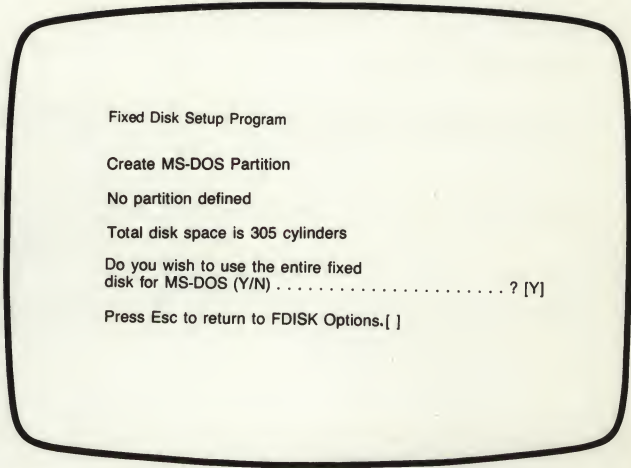 Fixed Disk Setup Program
Create MS-DOS Partition
No partition defined
Total disk space is 305 cylinders
Do you wish to use the entire fixed
disk for MS-DOS (Y/N) . . . . . . . . . . . . . . . . . . . . . . . ? [Y]
Press Esc to return to FDISK Options.[ ]